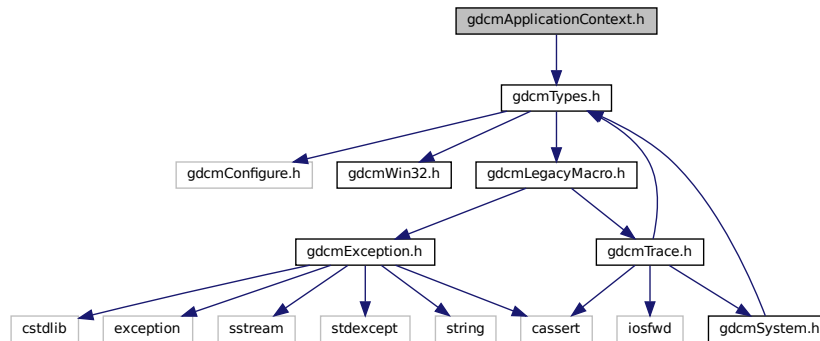 gdcmApplicationContext.h
gdcmTypes.h
gdcmConfigure.h
gdcmWin32.h
gdcmLegacyMacro.h
gdcmException.h
gdcmTrace.h
cstdlib
exception
sstream
stdexcept
string
cassert
iosfwd
gdcmSystem.h